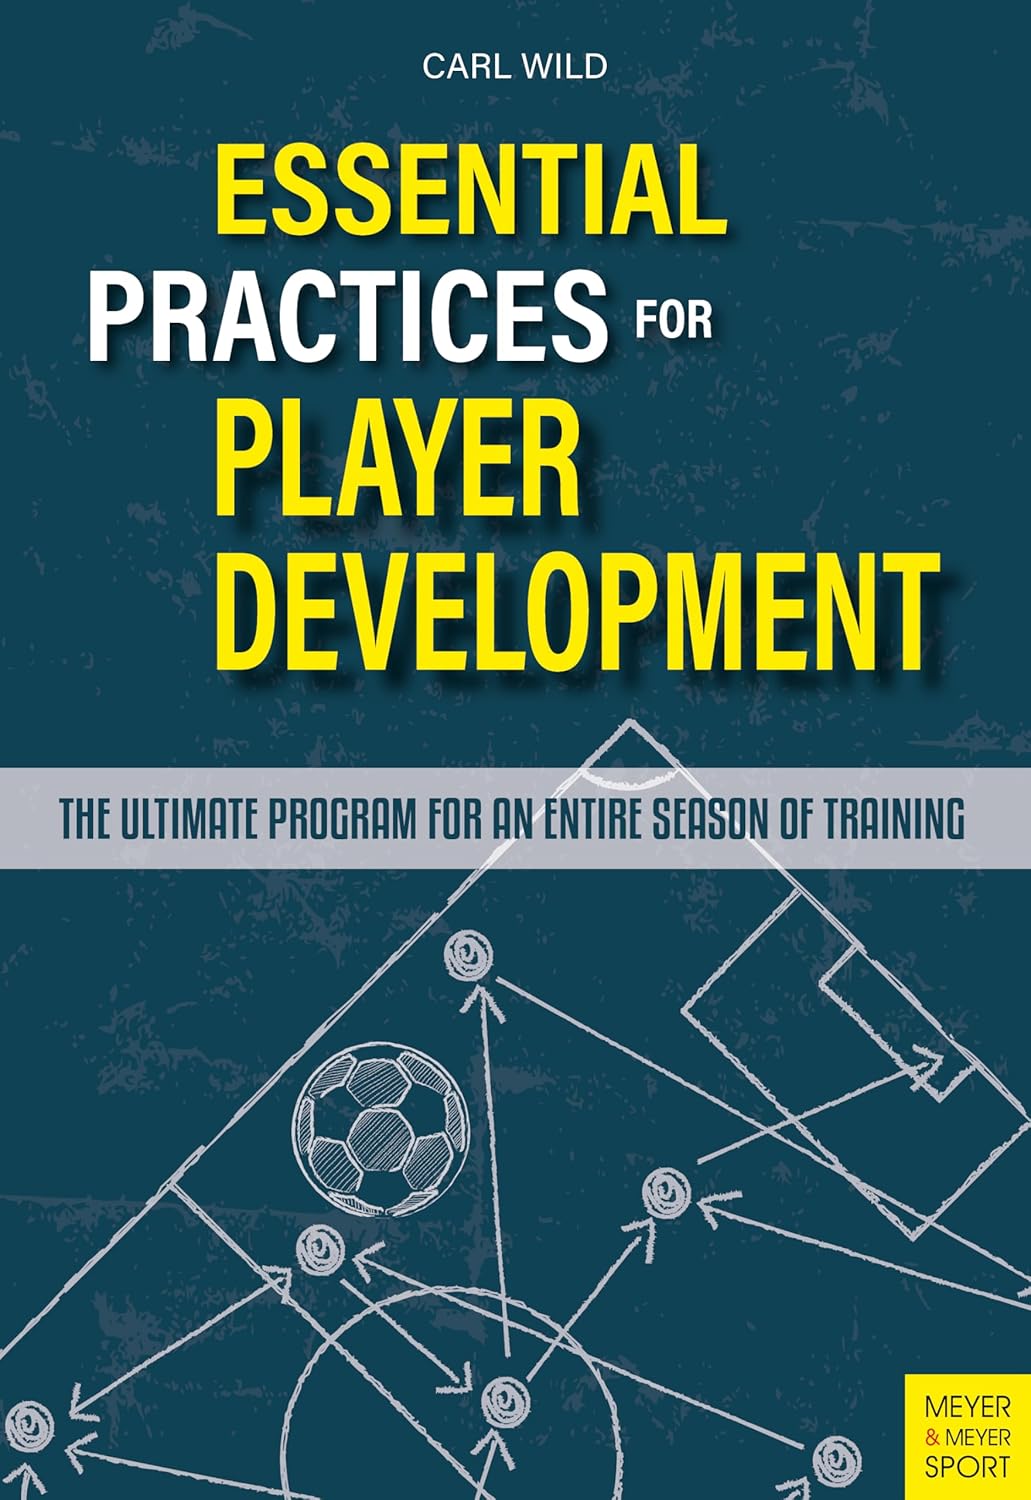 CARL WILD
ESSENTIAL
PRACTICES FOR
PLAYER
DEVELOPMENT
THE ULTIMATE PROGRAM FOR AN ENTIRE SEASON OF TRAINING
MEYER
& MEYER
SPORT